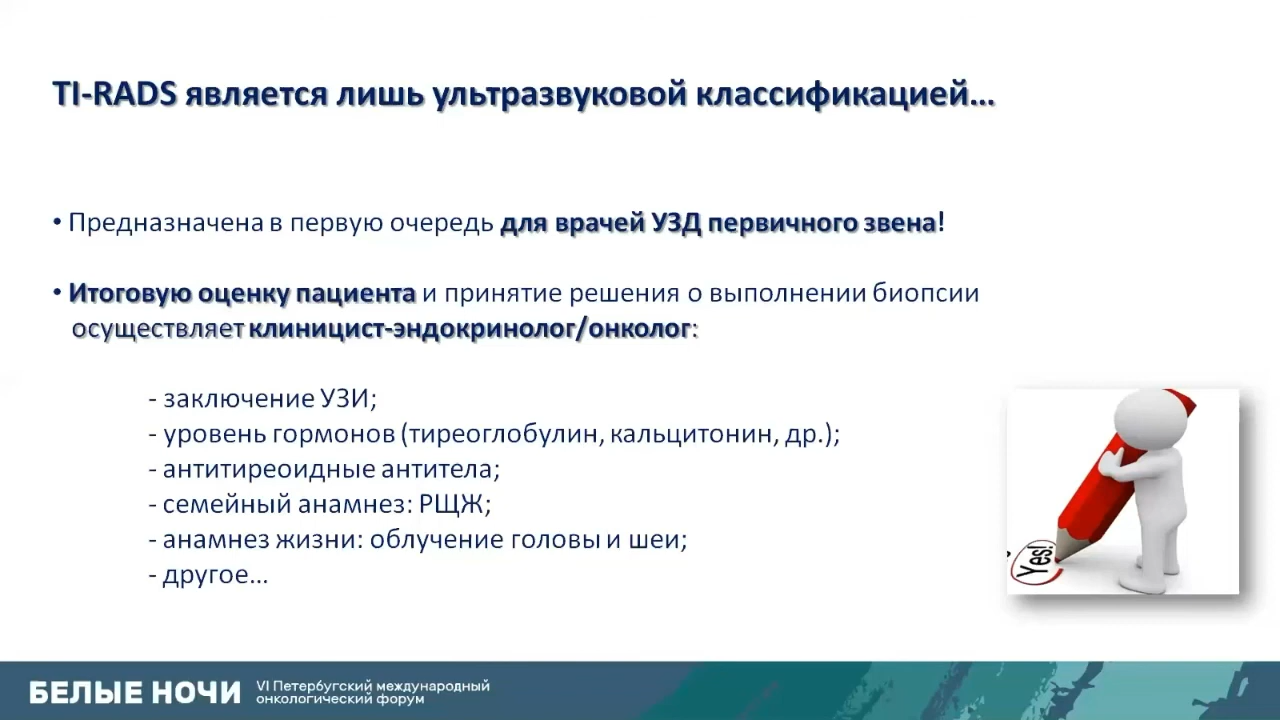 TI-RADS является лишь ультразвуковой классификацией...
• Предназначена в первую очередь для врачей УЗД первичного звена!
• Итоговую оценку пациента и принятие решения о выполнении биопсии
осуществляет клиницист-эндокринолог/онколог:
- заключение УЗИ;
- уровень гормонов (тиреоглобулин, кальцитонин, др.);
- антитиреоидные антитела;
- семейный анамнез: РЩЖ;
- анамнез жизни: облучение головы и шеи;
- другое...
Yes!
БЕЛЫЕ НОЧИ
VI Петербургский международный
онкологический форум